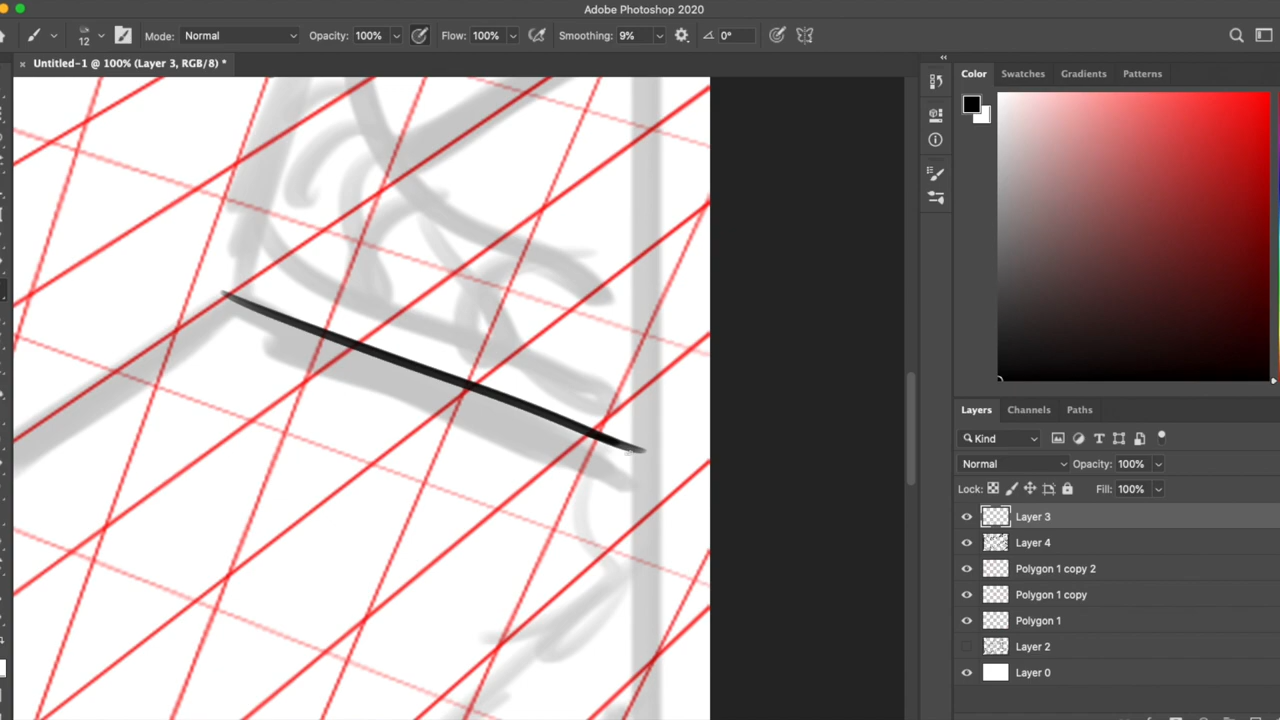 Adobe Photoshop 2020
12 Mode: Normal Opacity: 100% Flow: 100% Smoothing: 9% 0°
× Untitled-1 @ 100% (Layer 3, RGB/8) *
Color Swatches Gradients Patterns
Layers Channels Paths
Kind
Normal Opacity: 100%
Lock: Fill: 100%
Layer 3
Layer 4
Polygon 1 copy 2
Polygon 1 copy
Polygon 1
Layer 2
Layer 0